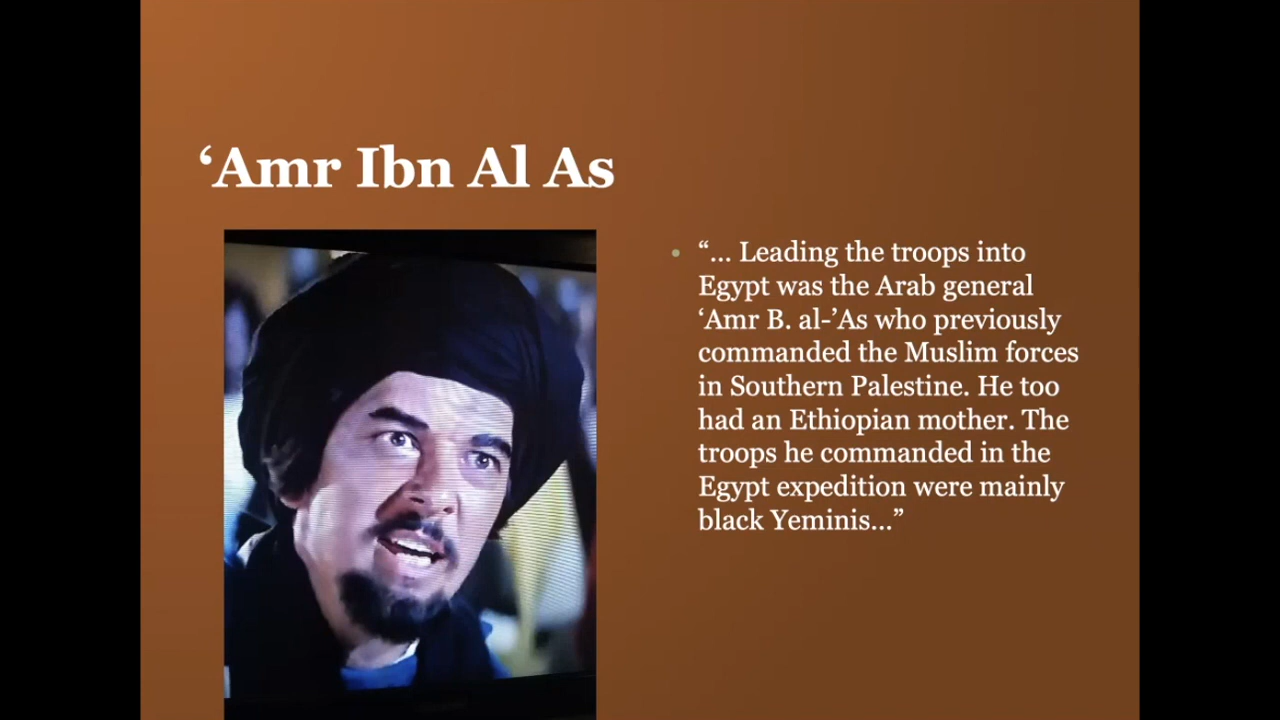 ‘Amr Ibn Al As
“... Leading the troops into
Egypt was the Arab general
‘Amr B. al-’As who previously
commanded the Muslim forces
in Southern Palestine. He too
had an Ethiopian mother. The
troops he commanded in the
Egypt expedition were mainly
black Yeminis...”